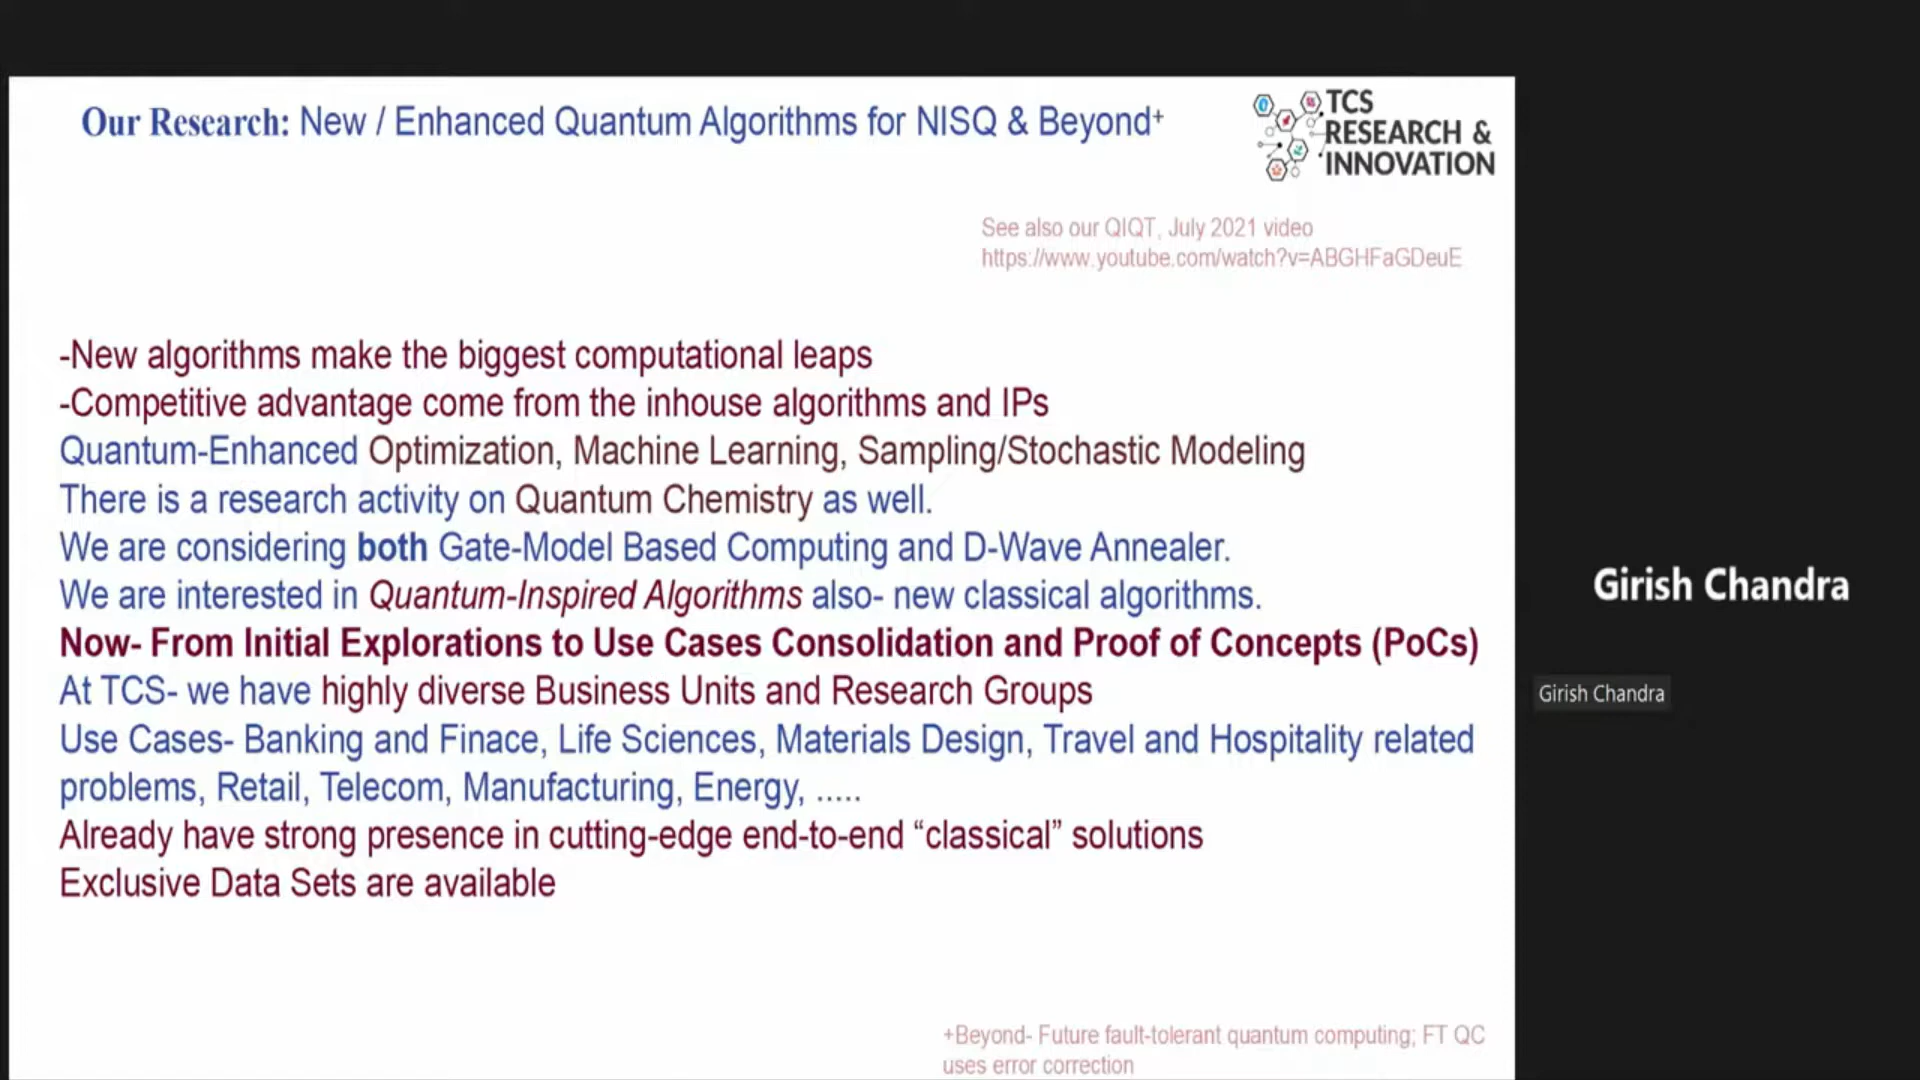 Our Research: New / Enhanced Quantum Algorithms for NISQ & Beyond+
TCS
RESEARCH &
INNOVATION
See also our QIQT, July 2021 video
https://www.youtube.com/watch?v=ABGHFaGDeuE
-New algorithms make the biggest computational leaps
-Competitive advantage come from the inhouse algorithms and IPs
Quantum-Enhanced Optimization, Machine Learning, Sampling/Stochastic Modeling
There is a research activity on Quantum Chemistry as well.
We are considering both Gate-Model Based Computing and D-Wave Annealer.
We are interested in Quantum-Inspired Algorithms also- new classical algorithms.
Now- From Initial Explorations to Use Cases Consolidation and Proof of Concepts (PoCs)
At TCS- we have highly diverse Business Units and Research Groups
Use Cases- Banking and Finace, Life Sciences, Materials Design, Travel and Hospitality related
problems, Retail, Telecom, Manufacturing, Energy, .....
Already have strong presence in cutting-edge end-to-end “classical” solutions
Exclusive Data Sets are available
+Beyond- Future fault-tolerant quantum computing; FT QC
uses error correction
Girish Chandra
Girish Chandra